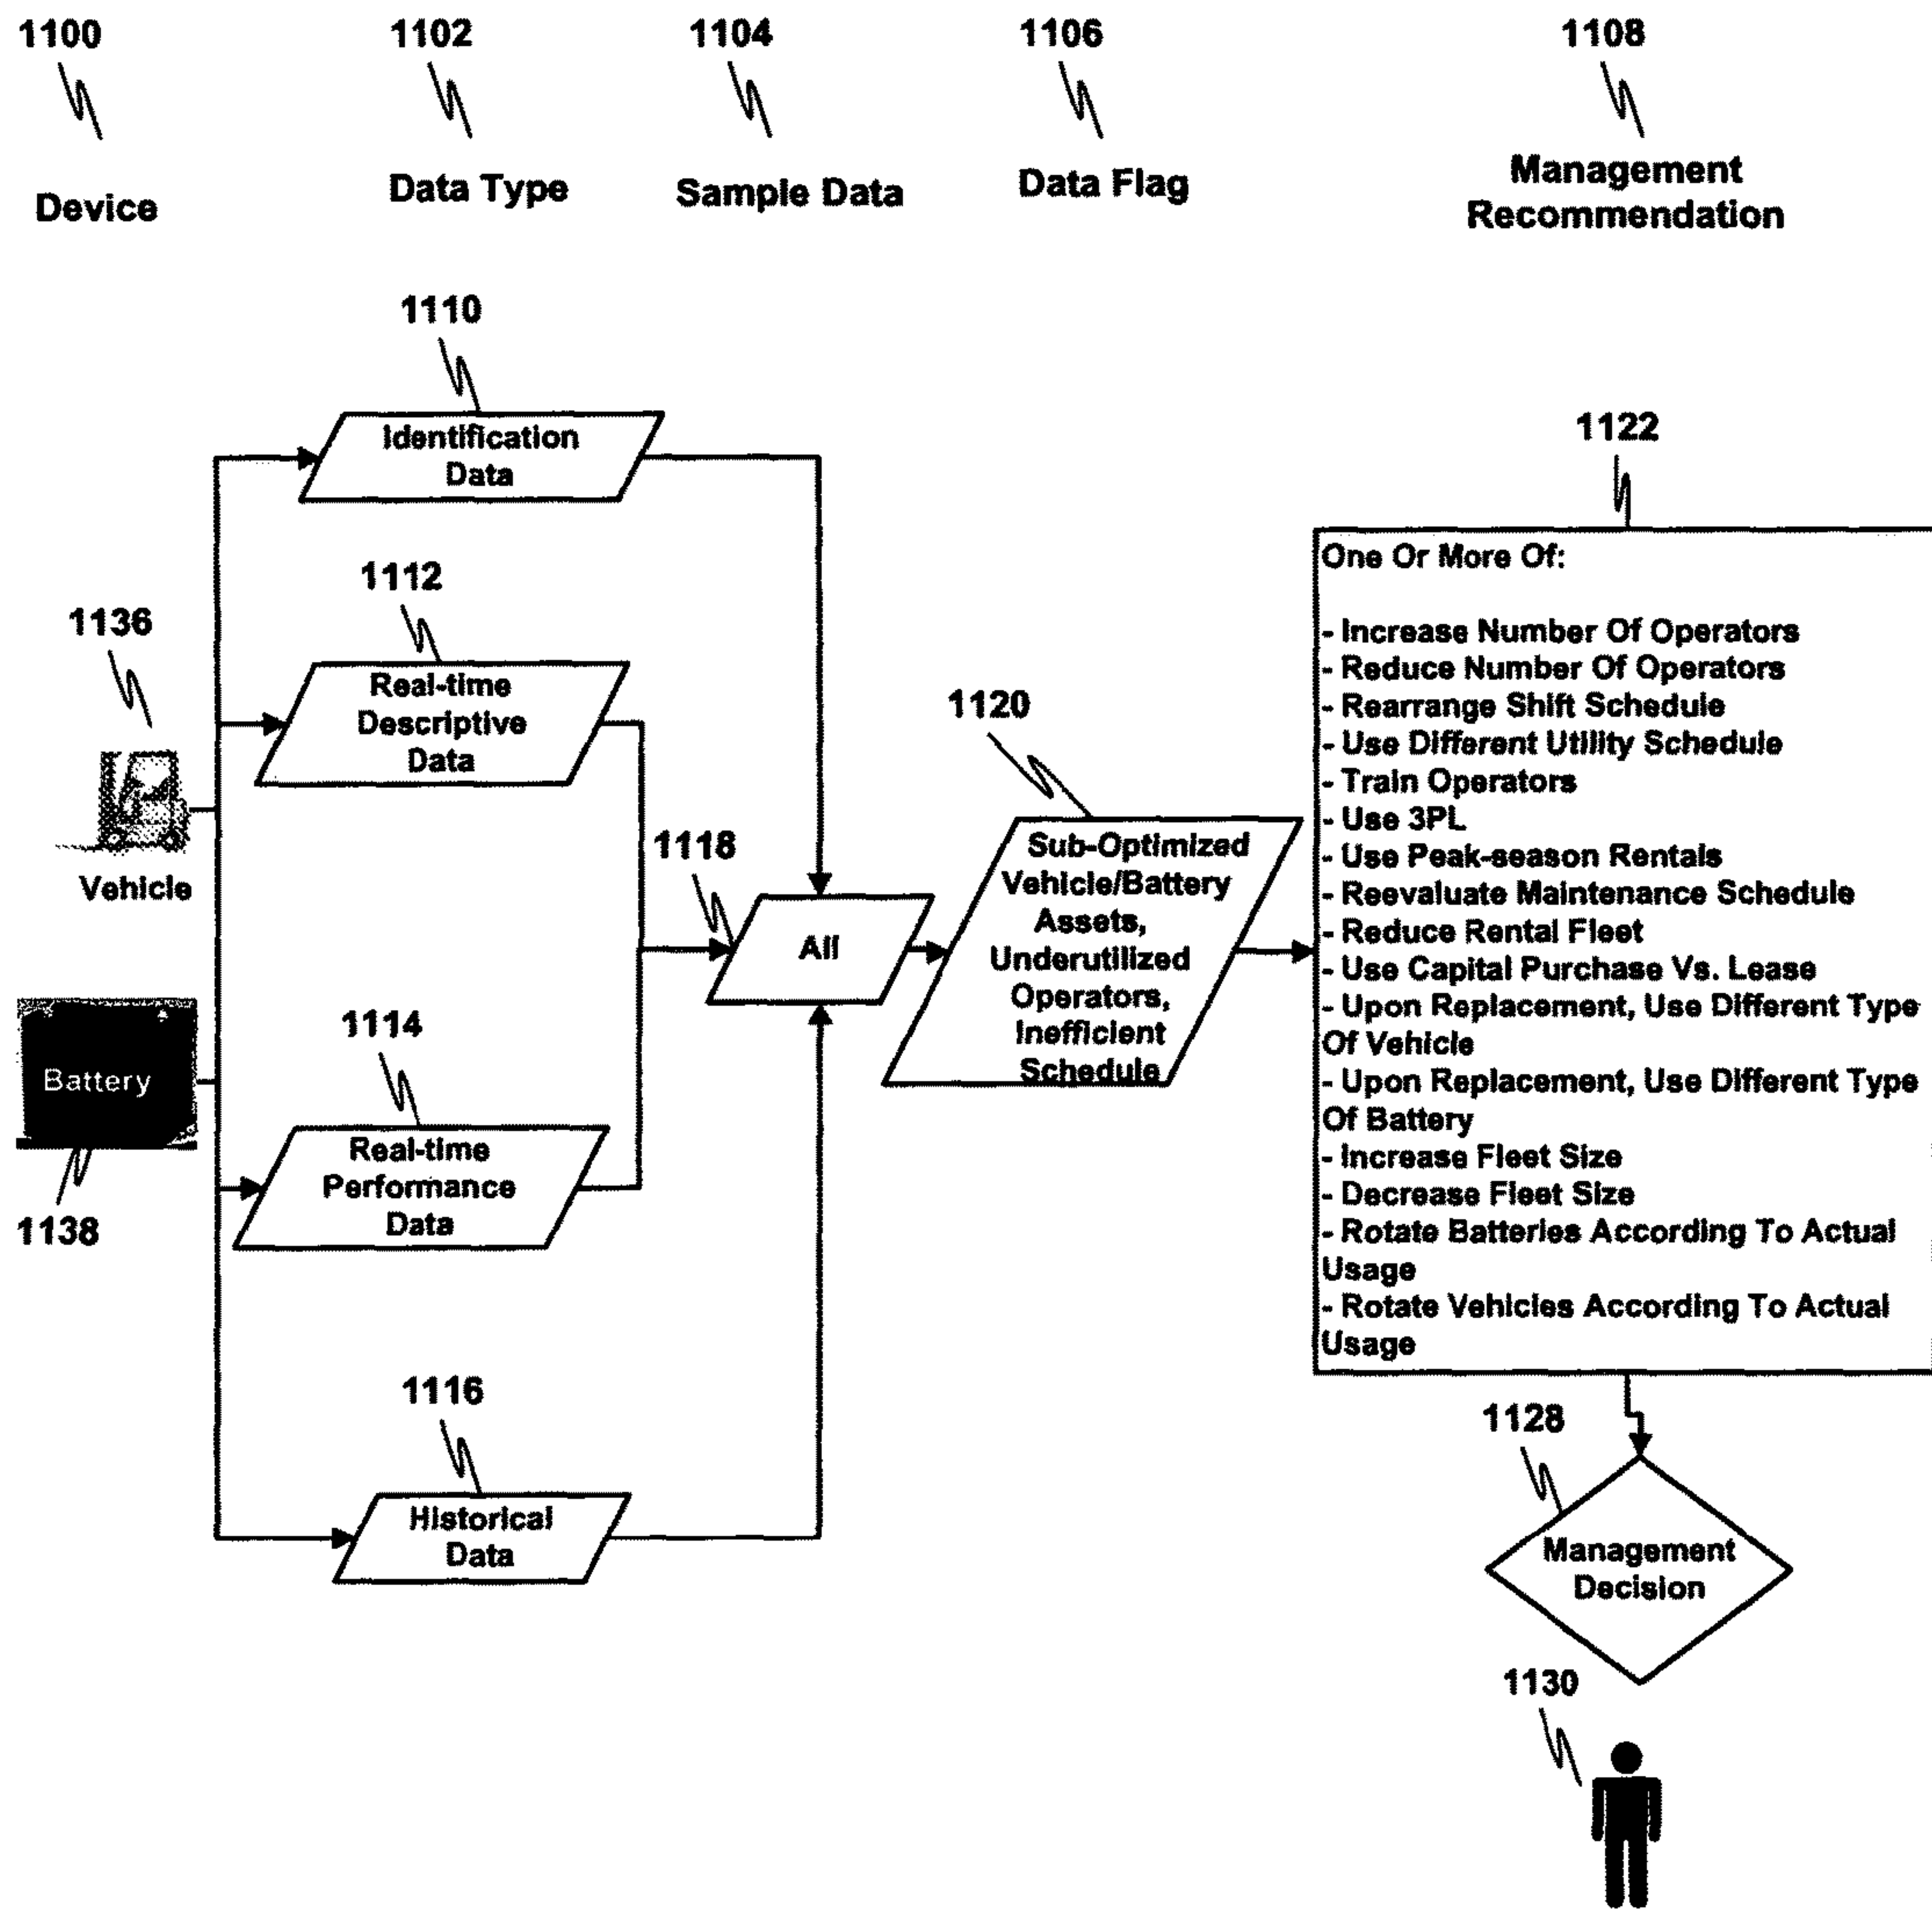 1100
1102
1104
1106
1108
Device
Data Type
Sample Data
Data Flag
Management
Recommendation
1110
Identification
Data
1112
Real-time
Descriptive
Data
1136
Vehicle
1118
All
1120
Sub-Optimized
Vehicle/Battery
Assets,
Underutilized
Operators,
Inefficient
Schedule
Battery
1138
1114
Real-time
Performance
Data
1116
Historical
Data
1122
One Or More Of:
- Increase Number Of Operators
- Reduce Number Of Operators
- Rearrange Shift Schedule
- Use Different Utility Schedule
- Train Operators
- Use 3PL
- Use Peak-season Rentals
- Reevaluate Maintenance Schedule
- Reduce Rental Fleet
- Use Capital Purchase Vs. Lease
- Upon Replacement, Use Different Type
Of Vehicle
- Upon Replacement, Use Different Type
Of Battery
- Increase Fleet Size
- Decrease Fleet Size
- Rotate Batteries According To Actual
Usage
- Rotate Vehicles According To Actual
Usage
1128
Management
Decision
1130